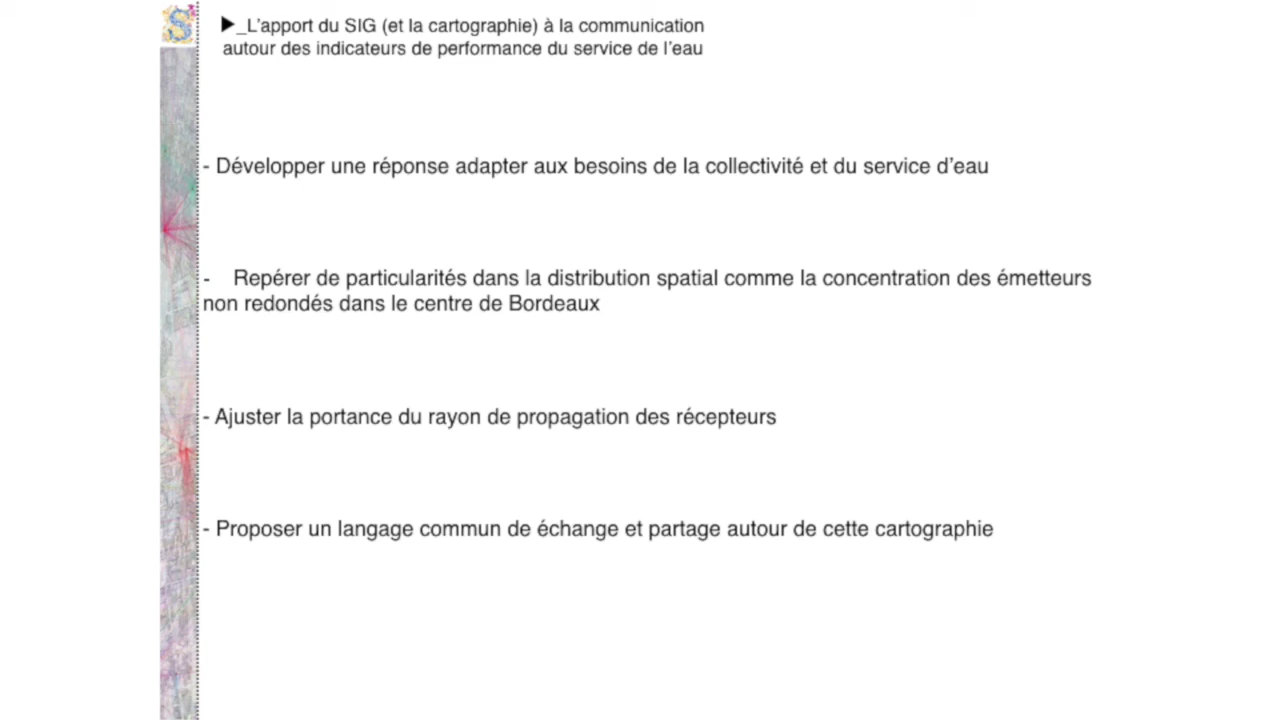 ▶_L'apport du SIG (et la cartographie) à la communication
autour des indicateurs de performance du service de l'eau
- Développer une réponse adapter aux besoins de la collectivité et du service d'eau
- Repérer de particularités dans la distribution spatial comme la concentration des émetteurs
non redondés dans le centre de Bordeaux
- Ajuster la portance du rayon de propagation des récepteurs
- Proposer un langage commun de échange et partage autour de cette cartographie